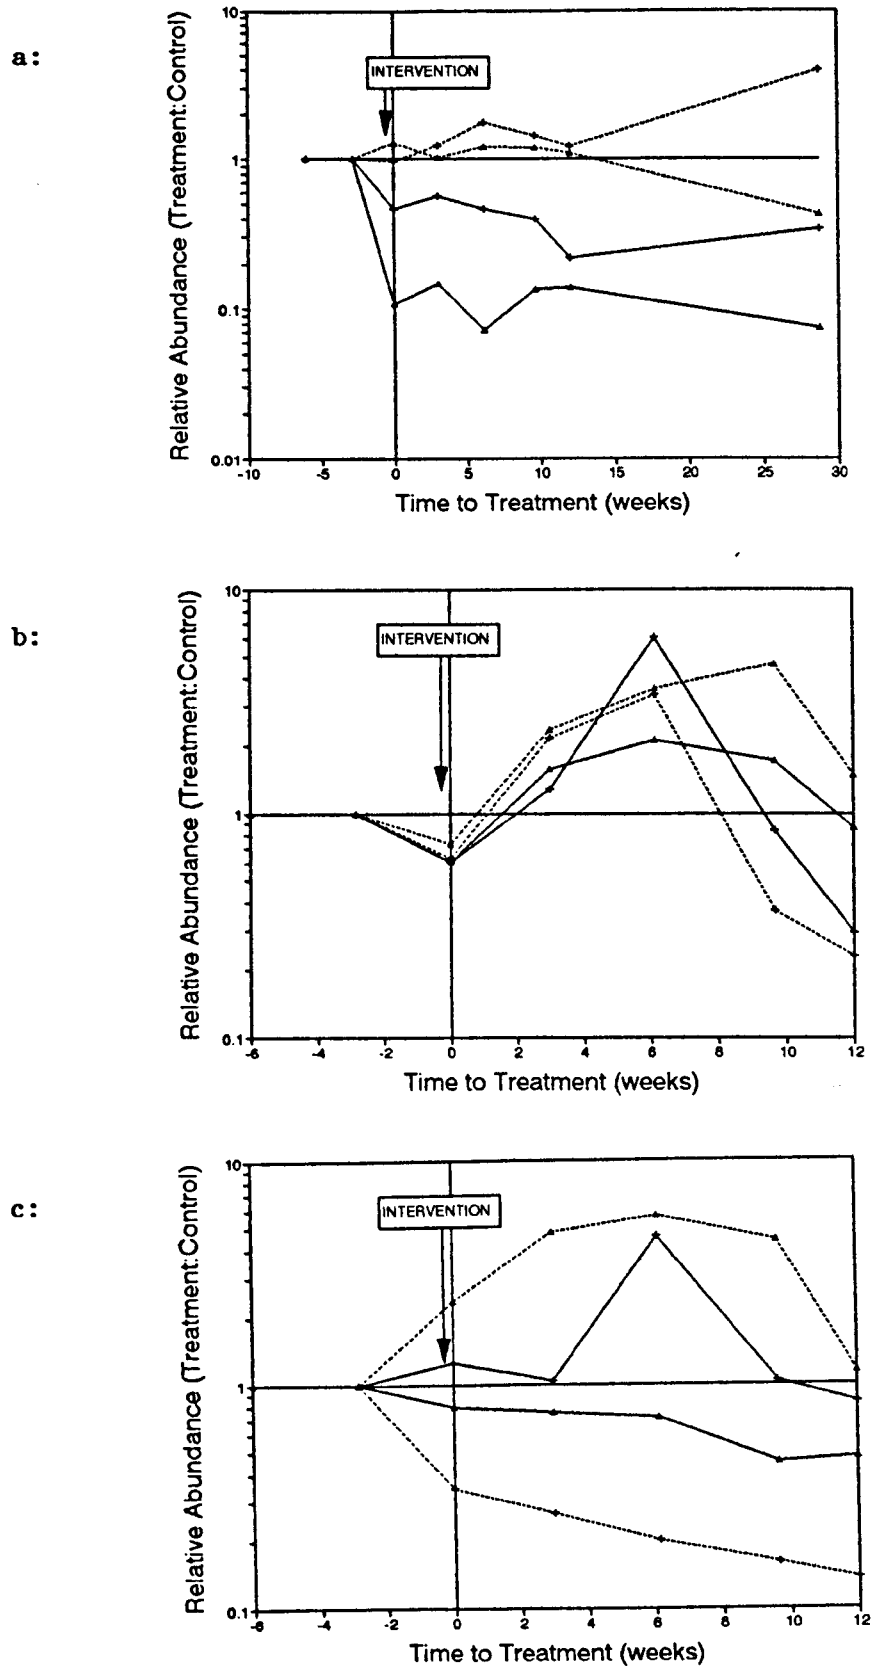 a:
10
INTERVENTION
1
0.1
0.01
Relative Abundance (Treatment:Control)
-10 -5 0 5 10 15 20 25 30
Time to Treatment (weeks)
b:
10
INTERVENTION
1
0.1
Relative Abundance (Treatment:Control)
-6 -4 -2 0 2 4 6 8 10 12
Time to Treatment (weeks)
c:
10
INTERVENTION
1
0.1
Relative Abundance (Treatment:Control)
-6 -4 -2 0 2 4 6 8 10 12
Time to Treatment (weeks)